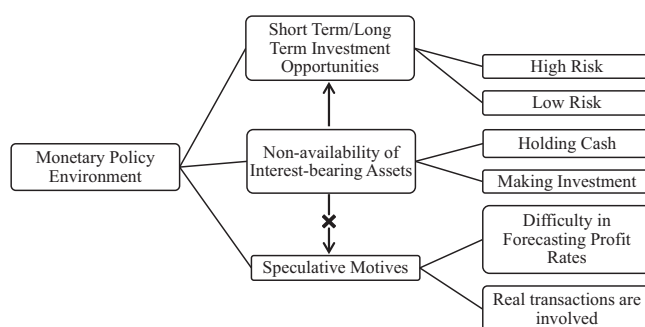 Short Term/Long
Term Investment
Opportunities
High Risk
Low Risk
Monetary Policy
Environment
Non-availability of
Interest-bearing Assets
Holding Cash
Making Investment
Speculative Motives
Difficulty in
Forecasting Profit
Rates
Real transactions are
involved